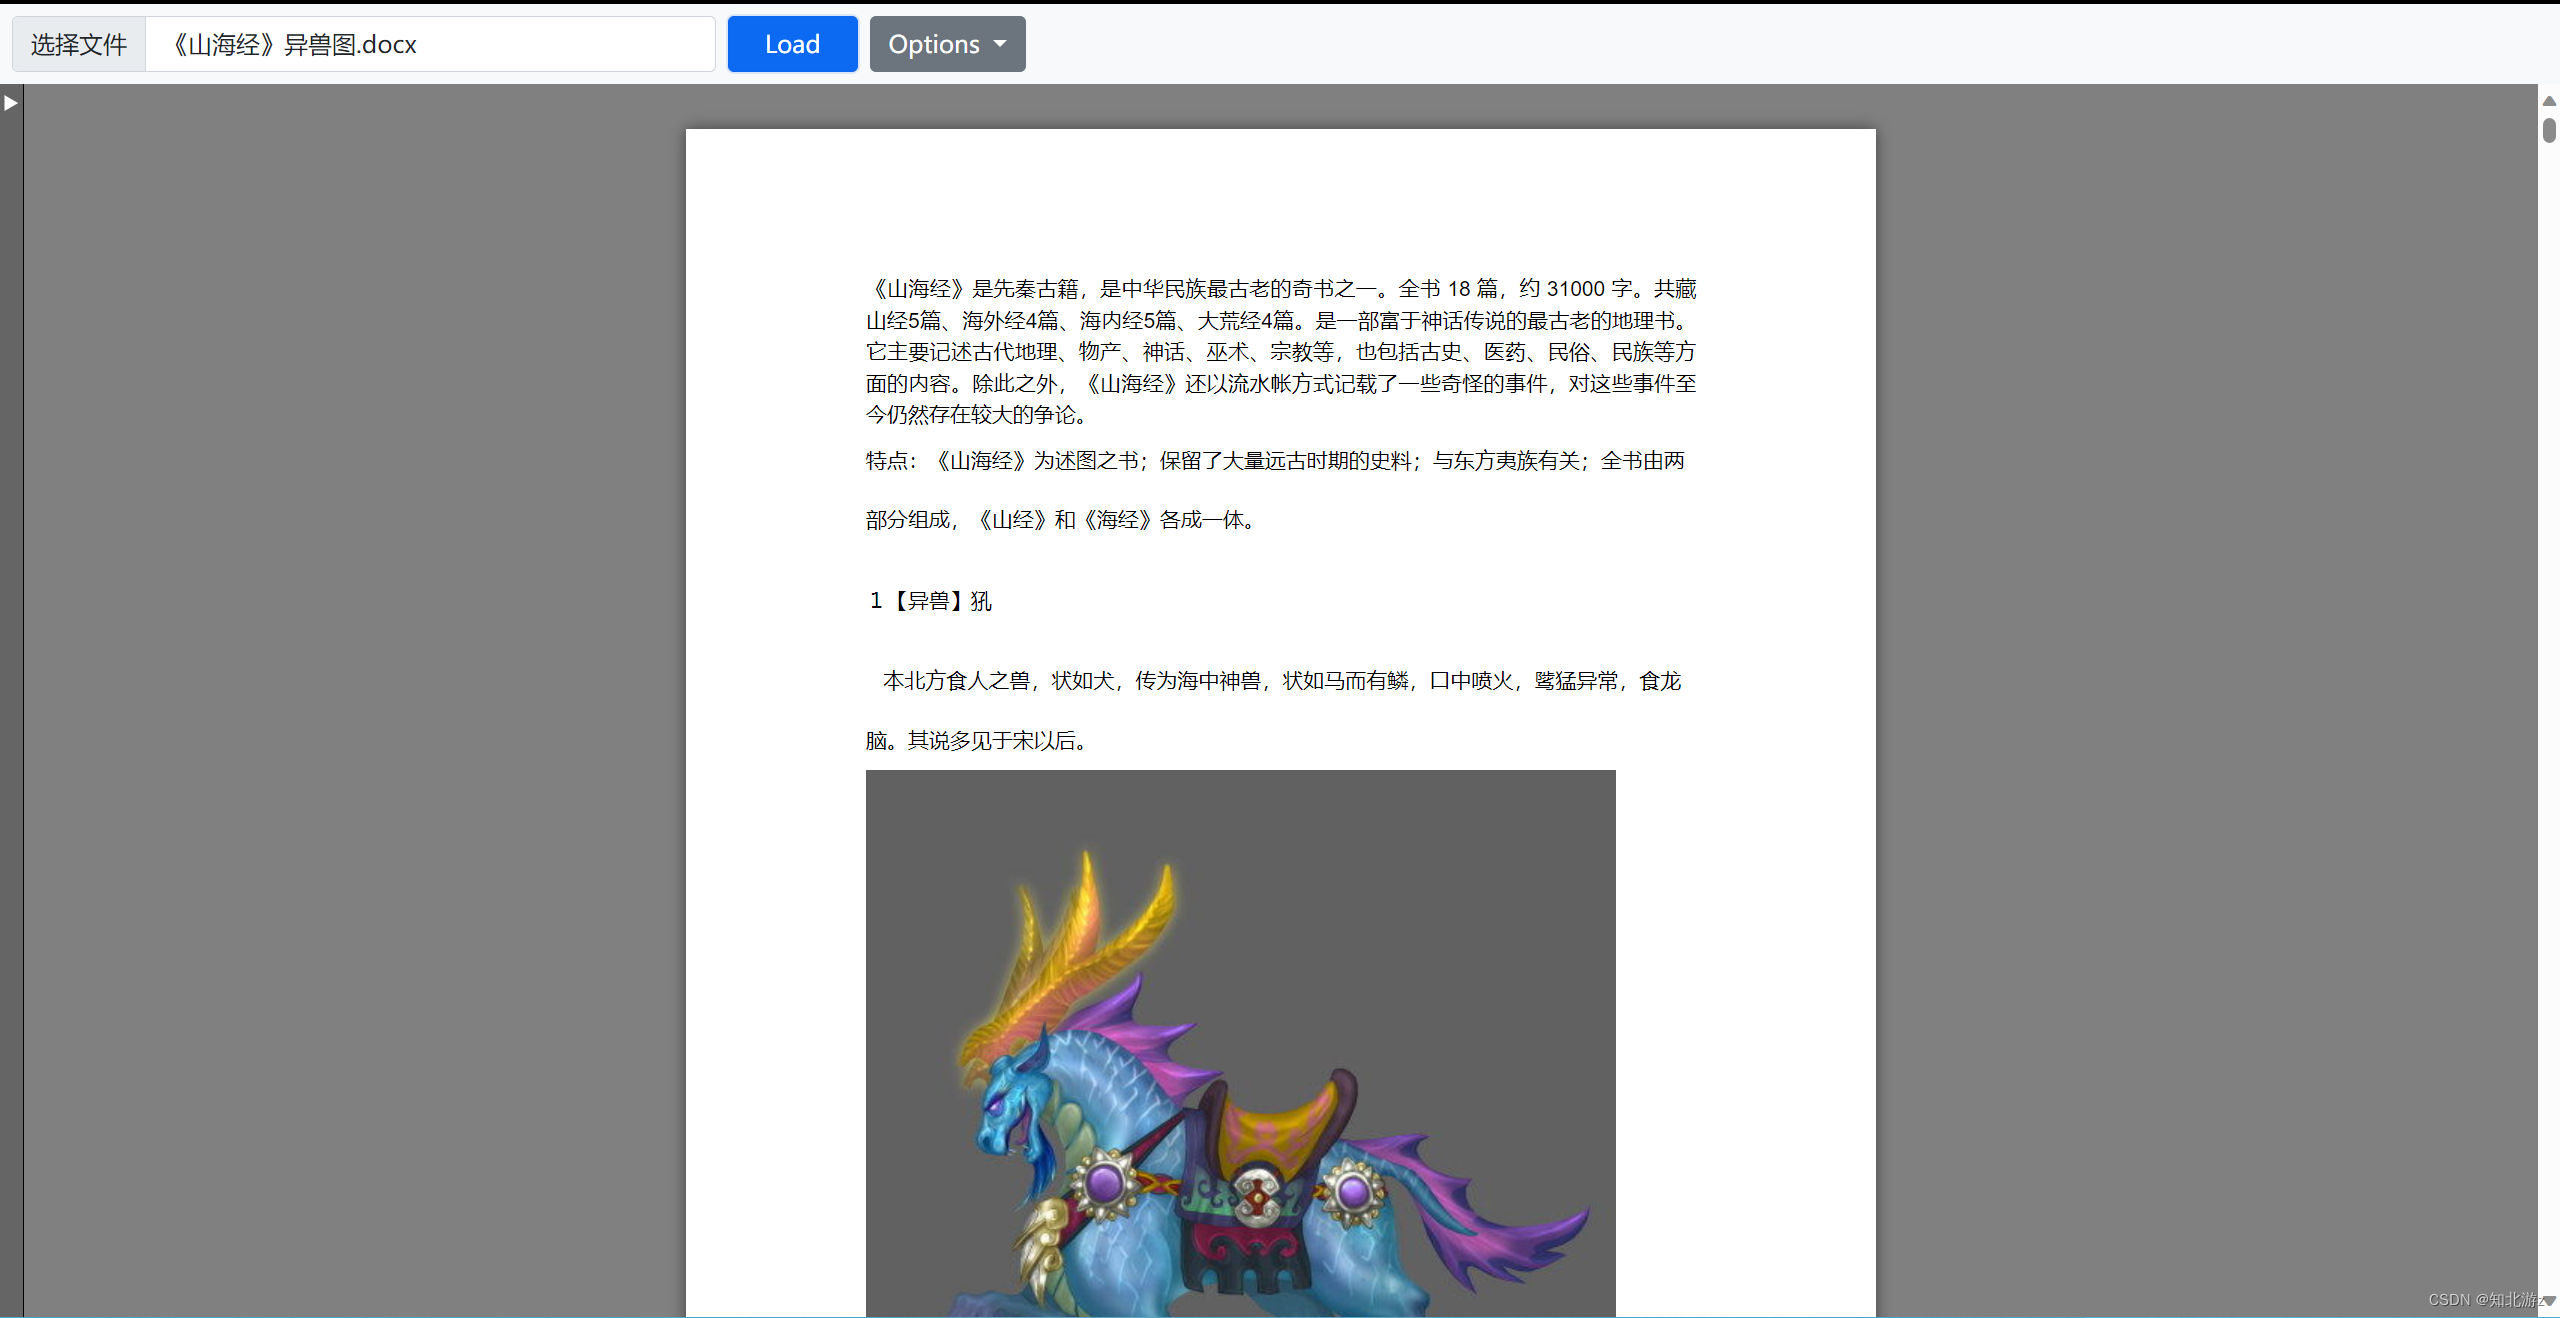 选择文件 《山海经》异兽图.docx Load Options
《山海经》是先秦古籍，是中华民族最古老的奇书之一。全书 18 篇，约 31000 字。共藏
山经5篇、海外经4篇、海内经5篇、大荒经4篇。是一部富于神话传说的最古老的地理书。
它主要记述古代地理、物产、神话、巫术、宗教等，也包括古史、医药、民俗、民族等方
面的内容。除此之外，《山海经》还以流水帐方式记载了一些奇怪的事件，对这些事件至
今仍然存在较大的争论。
特点：《山海经》为述图之书；保留了大量远古时期的史料；与东方夷族有关；全书由两
部分组成，《山经》和《海经》各成一体。
1【异兽】犼
本北方食人之兽，状如犬，传为海中神兽，状如马而有鳞，口中喷火，鸷猛异常，食龙
脑。其说多见于宋以后。
CSDN @知北游z